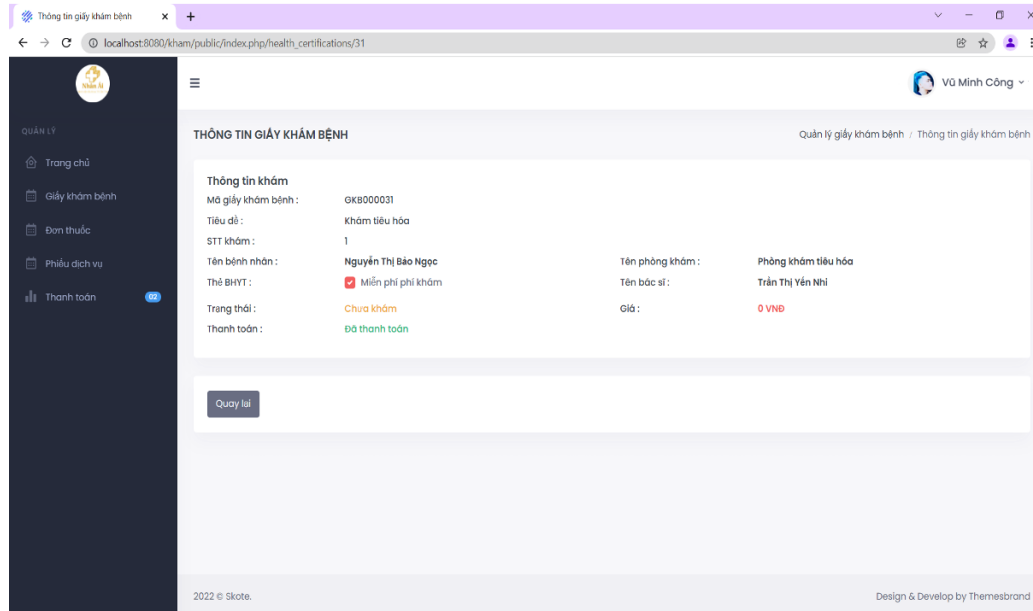 Thông tin giấy khám bệnh
localhost:8080/kham/public/index.php/health_certifications/31
Nhân Ái
Vũ Minh Công
QUẢN LÝ
Trang chủ
Giấy khám bệnh
Đơn thuốc
Phiếu dịch vụ
Thanh toán 02
THÔNG TIN GIẤY KHÁM BỆNH
Quản lý giấy khám bệnh / Thông tin giấy khám bệnh
Thông tin khám
Mã giấy khám bệnh : GKB000031
Tiêu đề : Khám tiêu hóa
STT khám : 1
Tên bệnh nhân : Nguyễn Thị Bảo Ngọc Tên phòng khám : Phòng khám tiêu hóa
Thẻ BHYT : Miễn phí phí khám Tên bác sĩ : Trần Thị Yến Nhi
Trạng thái : Chưa khám Giá : 0 VNĐ
Thanh toán : Đã thanh toán
Quay lại
2022 © Skote. Design & Develop by Themesbrand